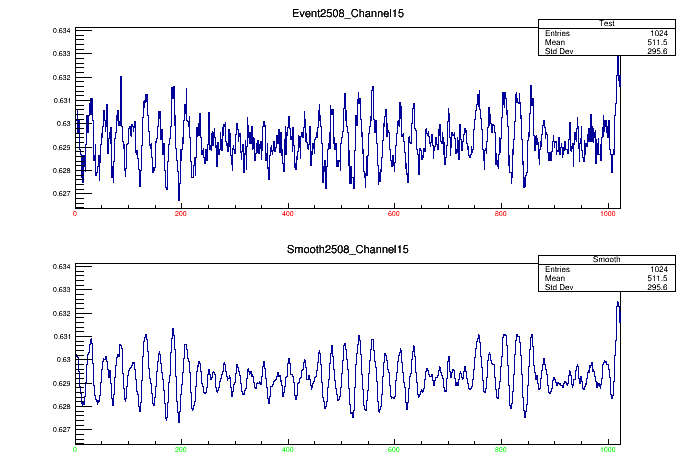 Event2508_Channel15
Test
Entries 1024
Mean 511.5
Std Dev 295.6
0.634
0.633
0.632
0.631
0.63
0.629
0.628
0.627
0 200 400 600 800 1000
Smooth2508_Channel15
Smooth
Entries 1024
Mean 511.5
Std Dev 295.6
0.634
0.633
0.632
0.631
0.63
0.629
0.628
0.627
0 200 400 600 800 1000